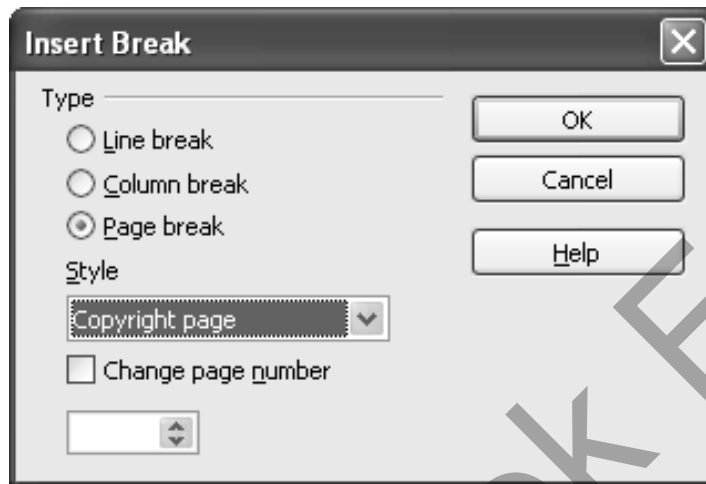 Insert Break
Type
Line break
Column break
Page break
Style
Copyright page
Change page number
OK
Cancel
Help